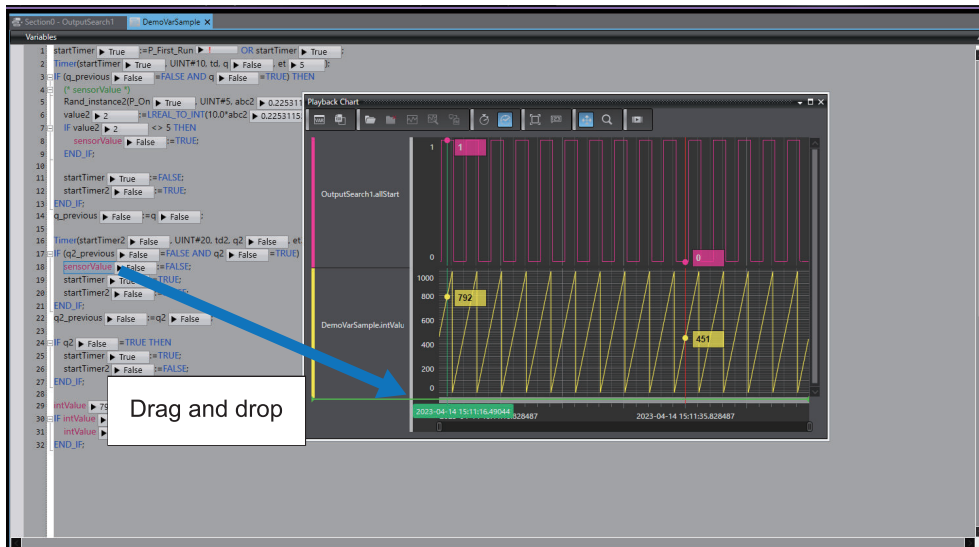 Section0 - OutputSearch1 DemoVarSample X
Variables
1 startTimer ▶ True :=P_First_Run ▶ ! OR startTimer ▶ True ;
2 Timer(startTimer ▶ True , UINT#10, td, q ▶ False , et ▶ 5 );
3 IF (q_previous ▶ False =FALSE AND q ▶ False =TRUE) THEN
4 (* sensorValue *)
5 Rand_instance2(P_On ▶ True , UINT#5, abc2 ▶ 0.225311
6 value2 ▶ 2 :=LREAL_TO_INT(10.0*abc2 ▶ 0.2253115.
7 IF value2 ▶ 2 <> 5 THEN
8 sensorValue ▶ False :=TRUE;
9 END_IF;
10
11 startTimer ▶ True :=FALSE;
12 startTimer2 ▶ False :=TRUE;
13 END_IF;
14 q_previous ▶ False :=q ▶ False ;
15
16 Timer(startTimer2 ▶ False , UINT#20, td2, q2 ▶ False , et.
17 IF (q2_previous ▶ False =FALSE AND q2 ▶ False =TRUE)
18 sensorValue ▶ False :=FALSE;
19 startTimer ▶ True :=TRUE;
20 startTimer2 ▶ False
21 END_IF;
22 q2_previous ▶ False :=q2 ▶ False ;
23
24 IF q2 ▶ False =TRUE THEN
25 startTimer ▶ True :=TRUE;
26 startTimer2 ▶ False :=FALSE;
27 END_IF;
28
29 intValue ▶ 79
30 IF intValue ▶
31 intValue ▶
32 END_IF;
Drag and drop
Playback Chart
OutputSearch1.allStart
1
0
1
0
DemoVarSample.intValu
1000
800
600
400
200
0
792
451
2023-04-14 15:11:16.49044
.828487
2023-04-14 15:11:35.828487